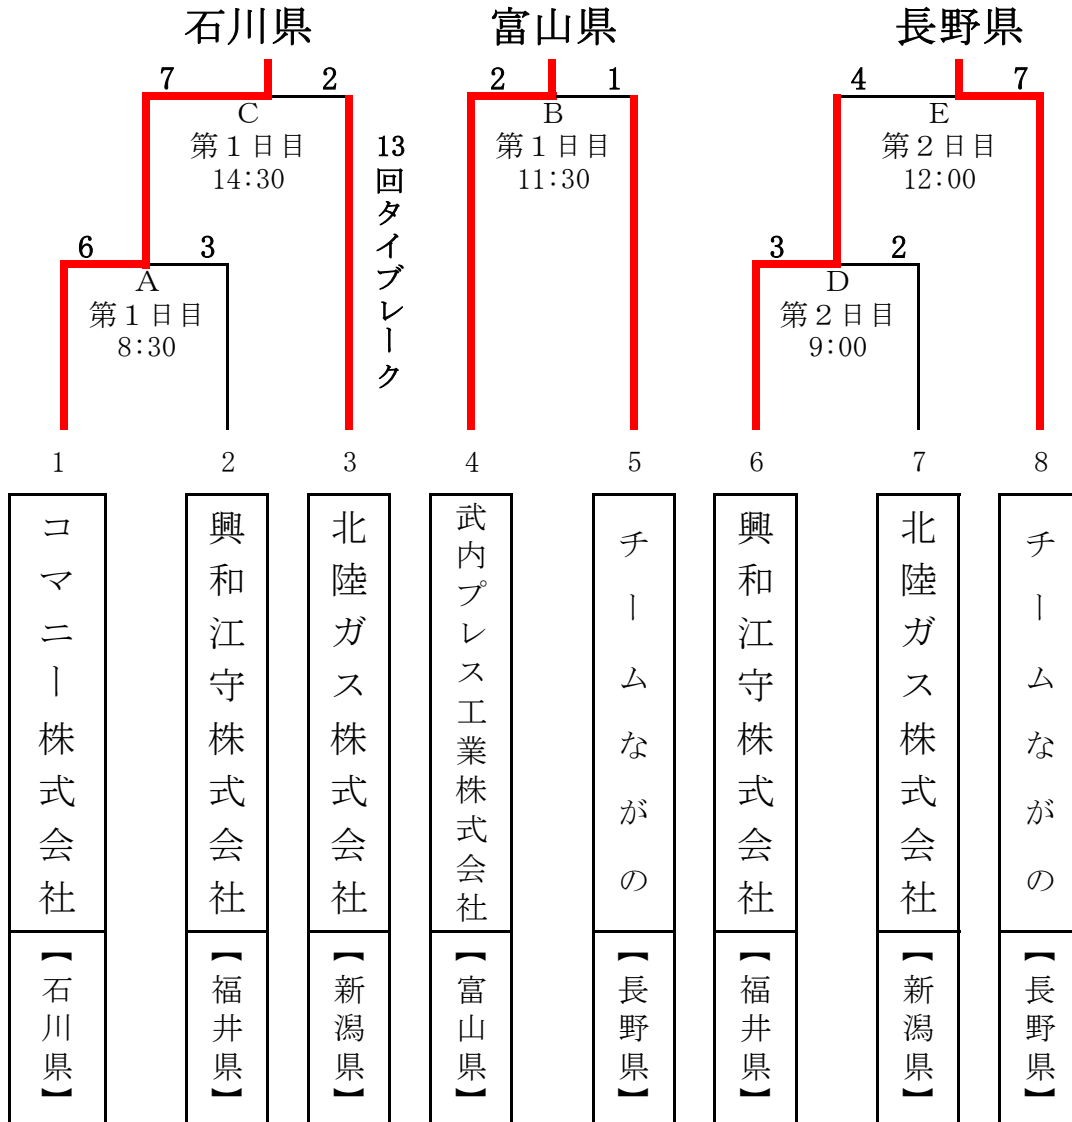 石川県
富山県
長野県
7
2
2
1
4
7
C
第1日目
14:30
B
第1日目
11:30
E
第2日目
12:00
13回タイブレーク
6
3
3
2
A
第1日目
8:30
D
第2日目
9:00
1
2
3
4
5
6
7
8
コマニー株式会社
興和江守株式会社
北陸ガス株式会社
武内プレス工業株式会社
チームながの
興和江守株式会社
北陸ガス株式会社
チームながの
【石川県】
【福井県】
【新潟県】
【富山県】
【長野県】
【福井県】
【新潟県】
【長野県】